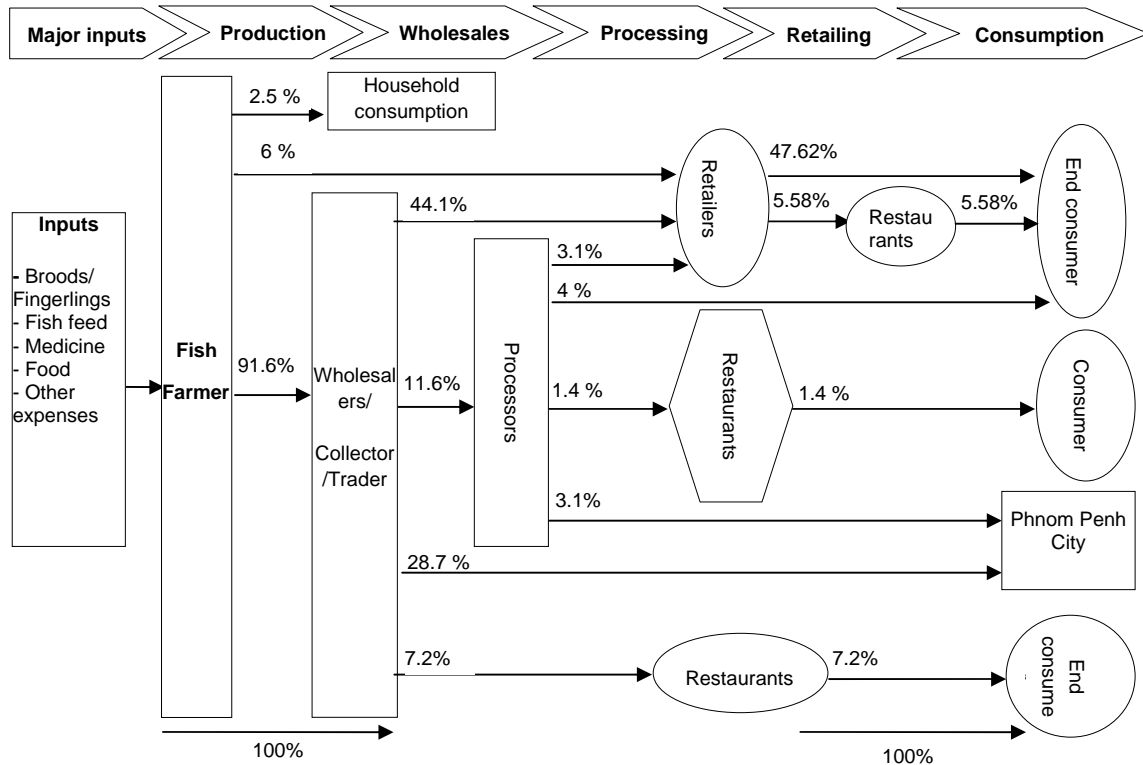 Major inputs
Production
Wholesales
Processing
Retailing
Consumption
2.5 %
Household
consumption
6 %
47.62%
Retailers
End consumer
44.1%
5.58%
Restau
rants
5.58%
Inputs
- Broods/
Fingerlings
- Fish feed
- Medicine
- Food
- Other
expenses
3.1%
4 %
Fish
Farmer
91.6%
Wholesal
ers/
Collector
/Trader
11.6%
Processors
1.4 %
Restaurants
1.4 %
Consumer
3.1%
Phnom Penh
City
28.7 %
7.2%
Restaurants
7.2%
End
consume
100%
100%